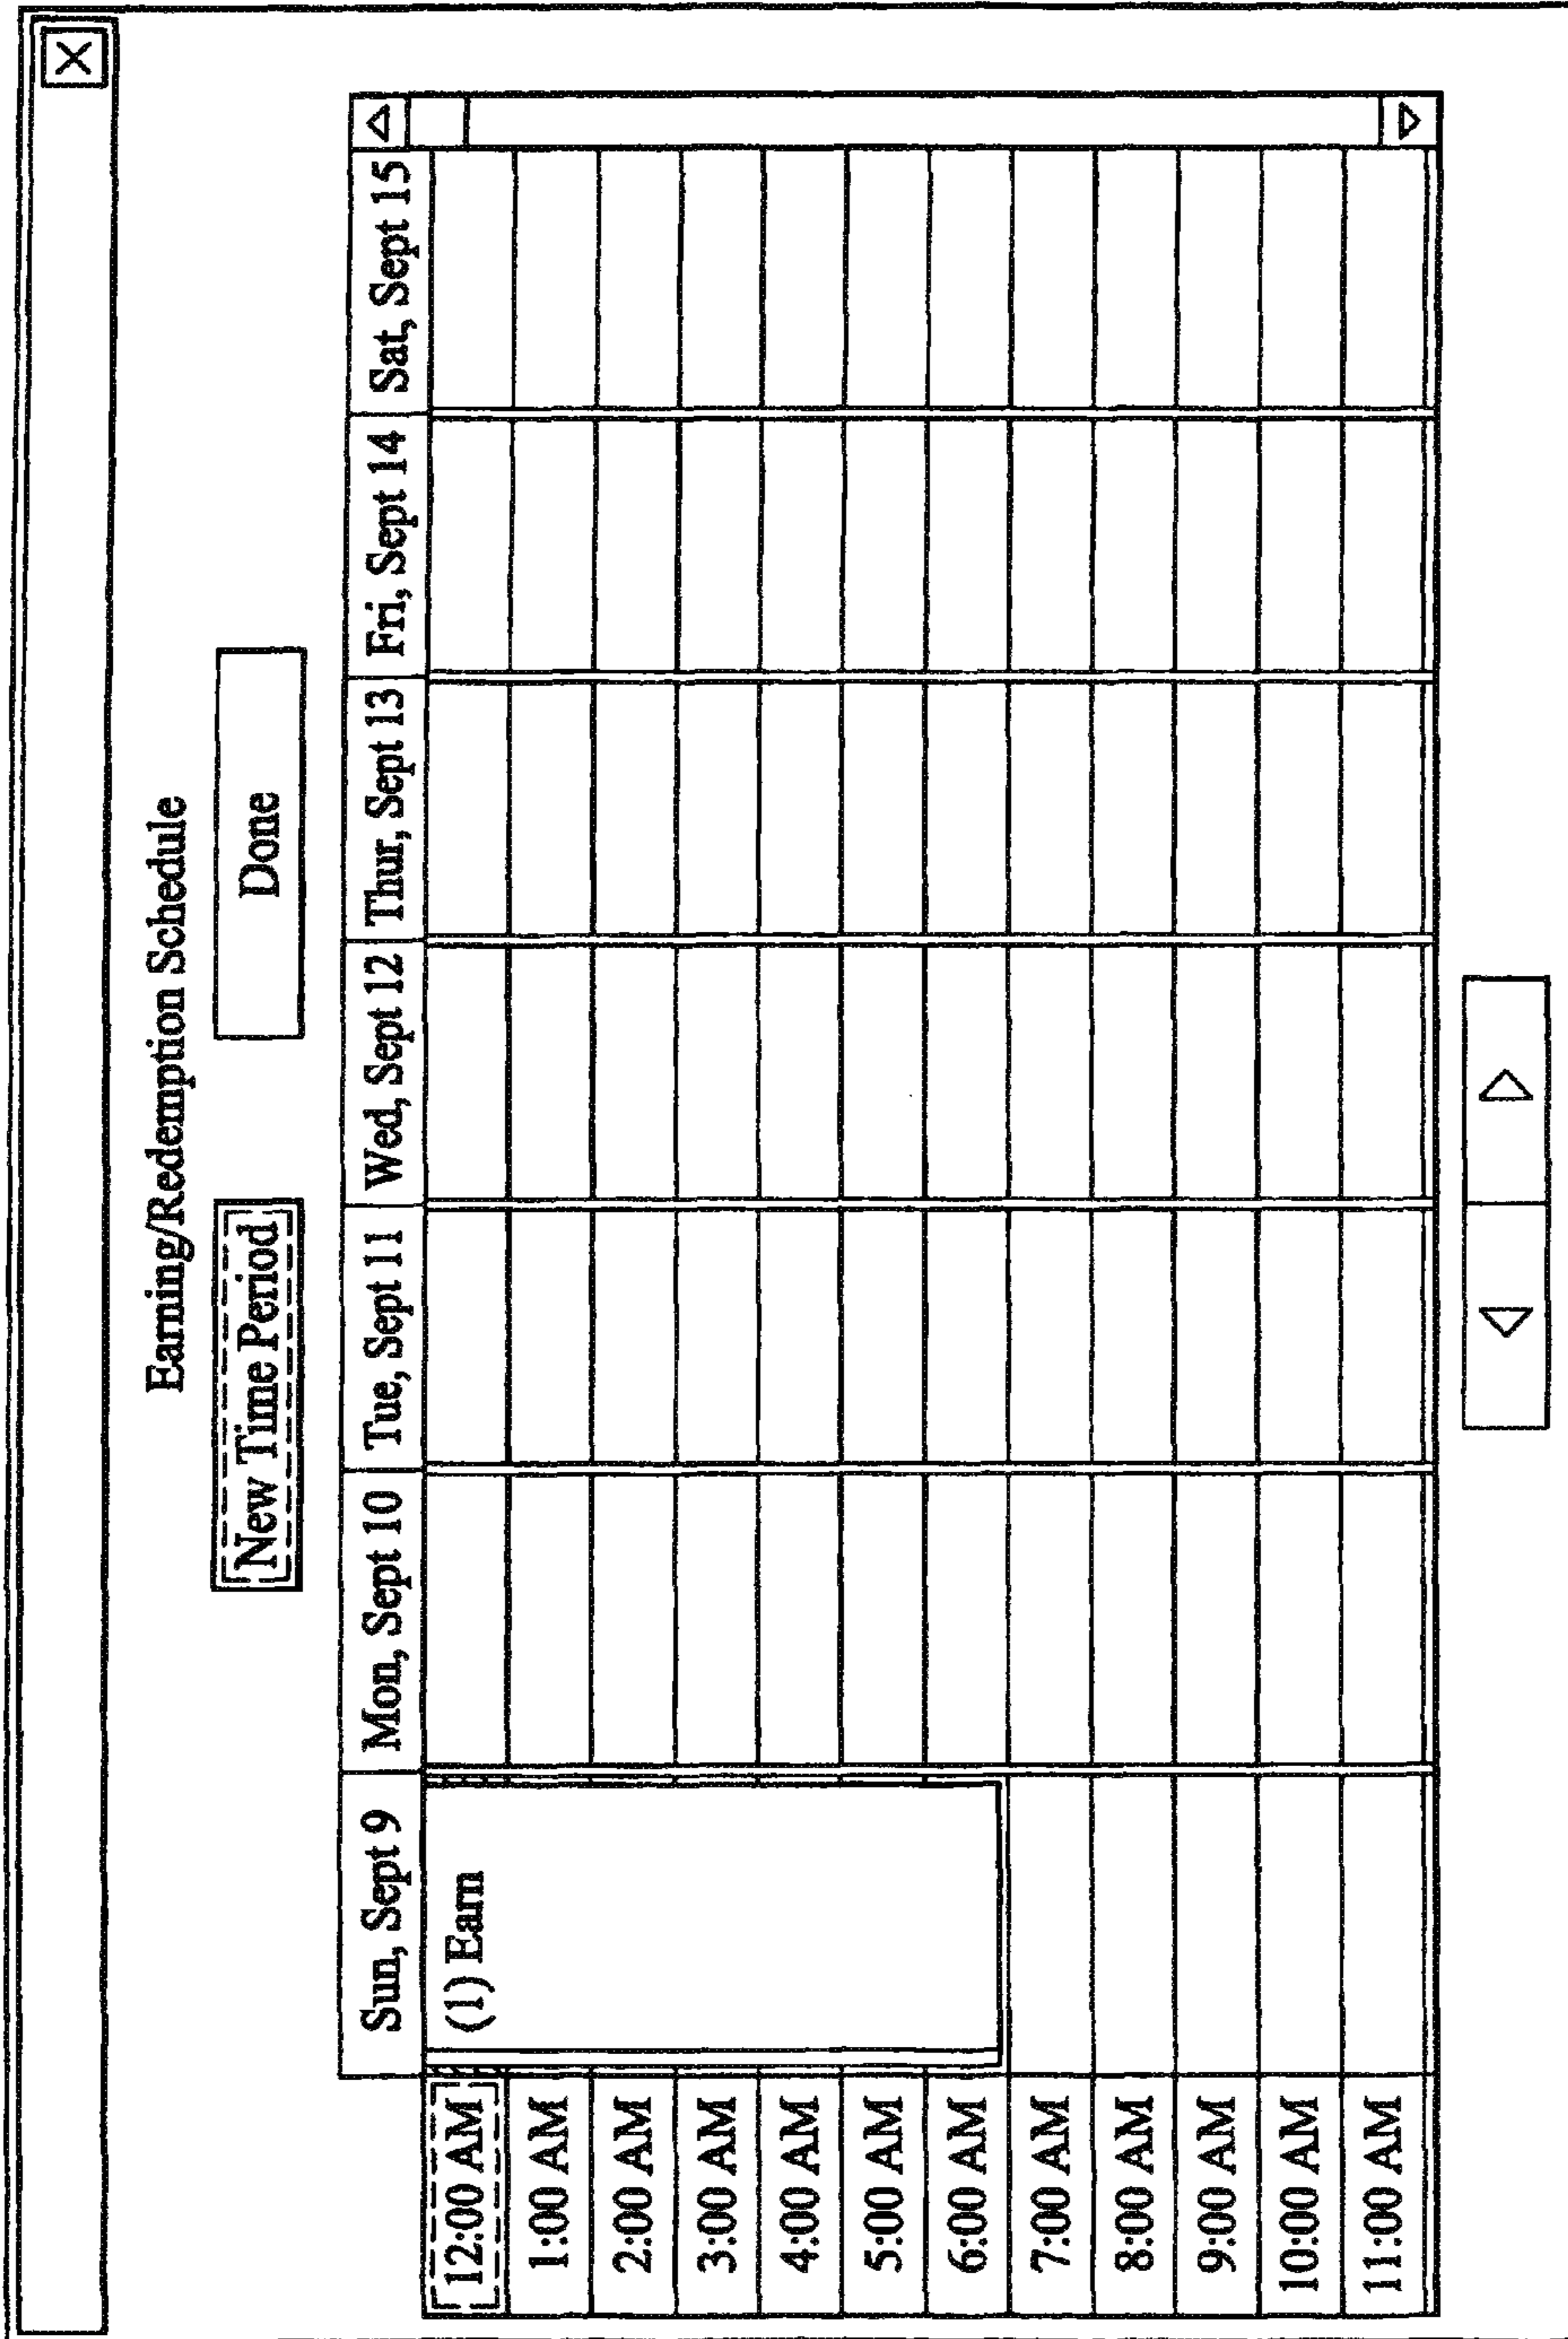 Earning/Redemption Schedule
New Time Period Done
Sun, Sept 9 Mon, Sept 10 Tue, Sept 11 Wed, Sept 12 Thur, Sept 13 Fri, Sept 14 Sat, Sept 15
12:00 AM (1) Earn
1:00 AM
2:00 AM
3:00 AM
4:00 AM
5:00 AM
6:00 AM
7:00 AM
8:00 AM
9:00 AM
10:00 AM
11:00 AM